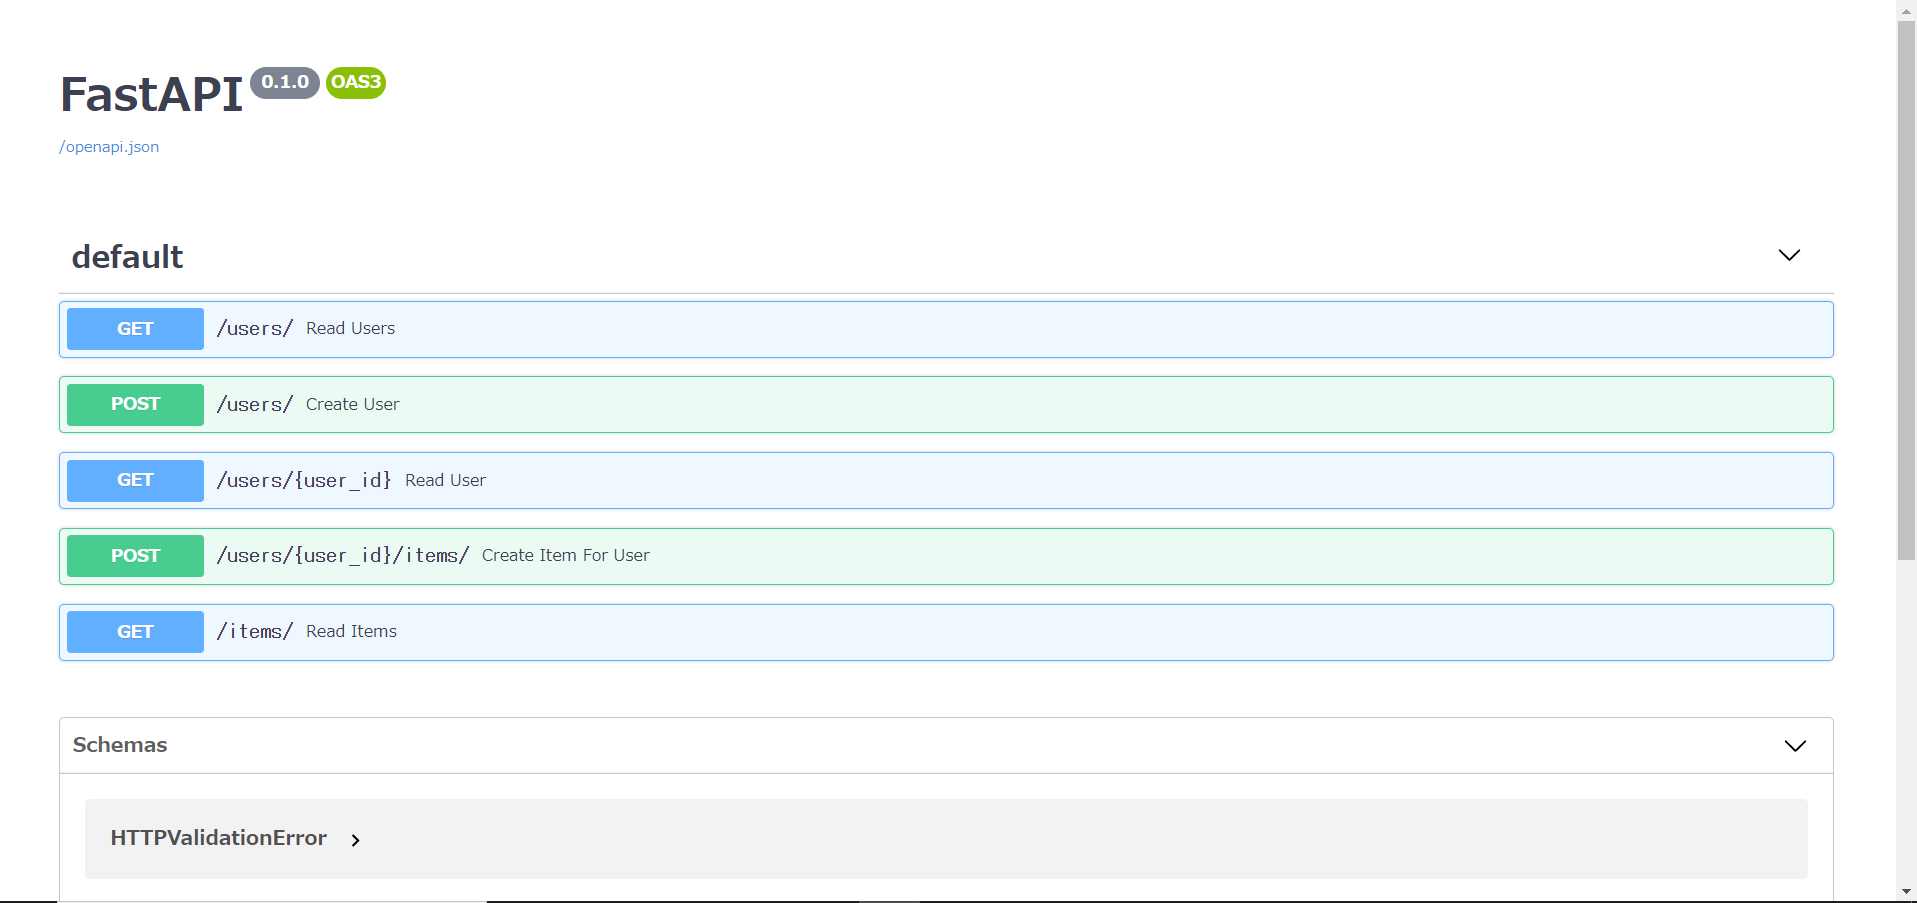 FastAPI 0.1.0 OAS3
/openapi.json
default
GET /users/ Read Users
POST /users/ Create User
GET /users/{user_id} Read User
POST /users/{user_id}/items/ Create Item For User
GET /items/ Read Items
Schemas
HTTPValidationError